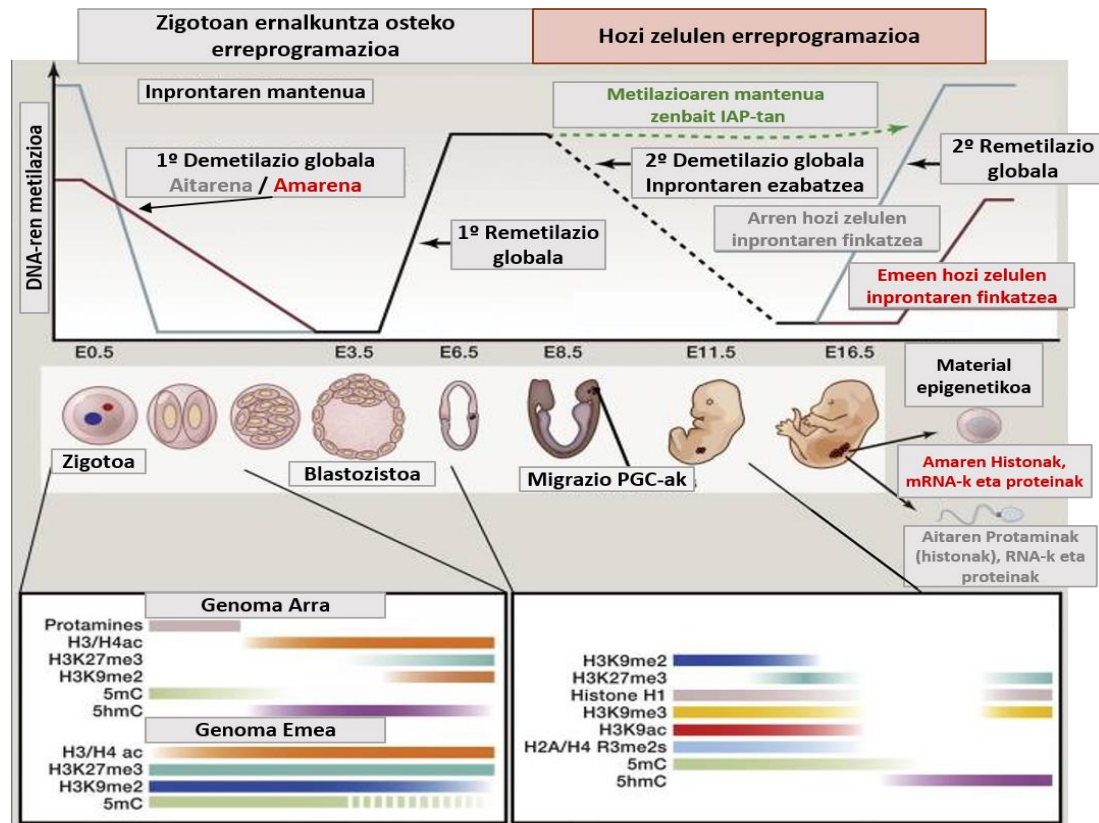 Zigotoan ernalkuntza osteko
erreprogramazioa
Hozi zelulen erreprogramazioa
DNA-ren metilazioa
Inprontaren mantenua
1º Demetilazio globala
Aitarena / Amarena
1º Remetilazio
globala
Metilazioaren mantenua
zenbait IAP-tan
2º Demetilazio globala
Inprontaren ezabatzea
2º Remetilazio
globala
Arren hozi zelulen
inprontaren finkatzea
Emeen hozi zelulen
inprontaren finkatzea
E0.5
E3.5
E6.5
E8.5
E11.5
E16.5
Zigotoa
Blastozistoa
Migrazio PGC-ak
Material
epigenetikoa
Amaren Histonak,
mRNA-k eta proteinak
Aitaren Protaminak
(histonak), RNA-k eta
proteinak
Genoma Arra
Protamines
H3/H4ac
H3K27me3
H3K9me2
5mC
5hmC
Genoma Emea
H3/H4 ac
H3K27me3
H3K9me2
5mC
H3K9me2
H3K27me3
Histone H1
H3K9me3
H3K9ac
H2A/H4 R3me2s
5mC
5hmC